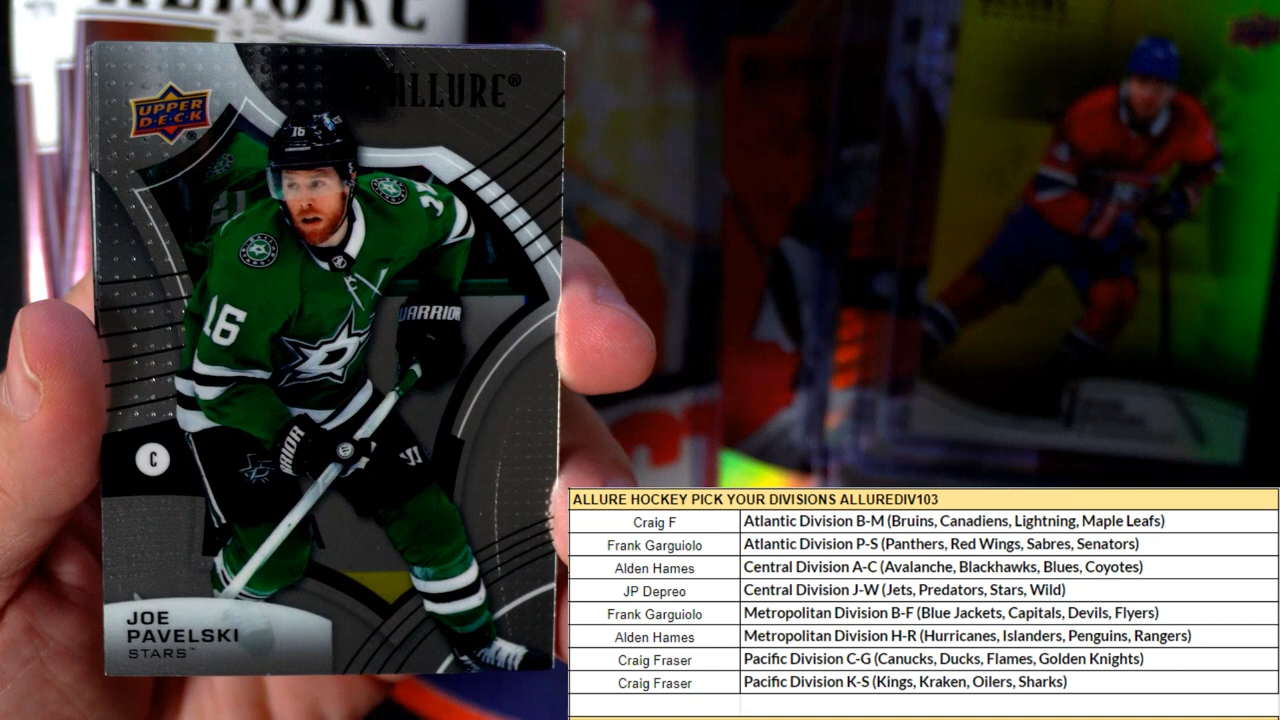 ALLURE
UPPER
D·E·C·K
ALLURE®
16
16
WARRIOR
C
JOE
PAVELSKI
STARS™
ALLURE HOCKEY PICK YOUR DIVISIONS ALLUREDIV103
Craig F Atlantic Division B-M (Bruins, Canadiens, Lightning, Maple Leafs)
Frank Garguiolo Atlantic Division P-S (Panthers, Red Wings, Sabres, Senators)
Alden Hames Central Division A-C (Avalanche, Blackhawks, Blues, Coyotes)
JP Depreo Central Division J-W (Jets, Predators, Stars, Wild)
Frank Garguiolo Metropolitan Division B-F (Blue Jackets, Capitals, Devils, Flyers)
Alden Hames Metropolitan Division H-R (Hurricanes, Islanders, Penguins, Rangers)
Craig Fraser Pacific Division C-G (Canucks, Ducks, Flames, Golden Knights)
Craig Fraser Pacific Division K-S (Kings, Kraken, Oilers, Sharks)